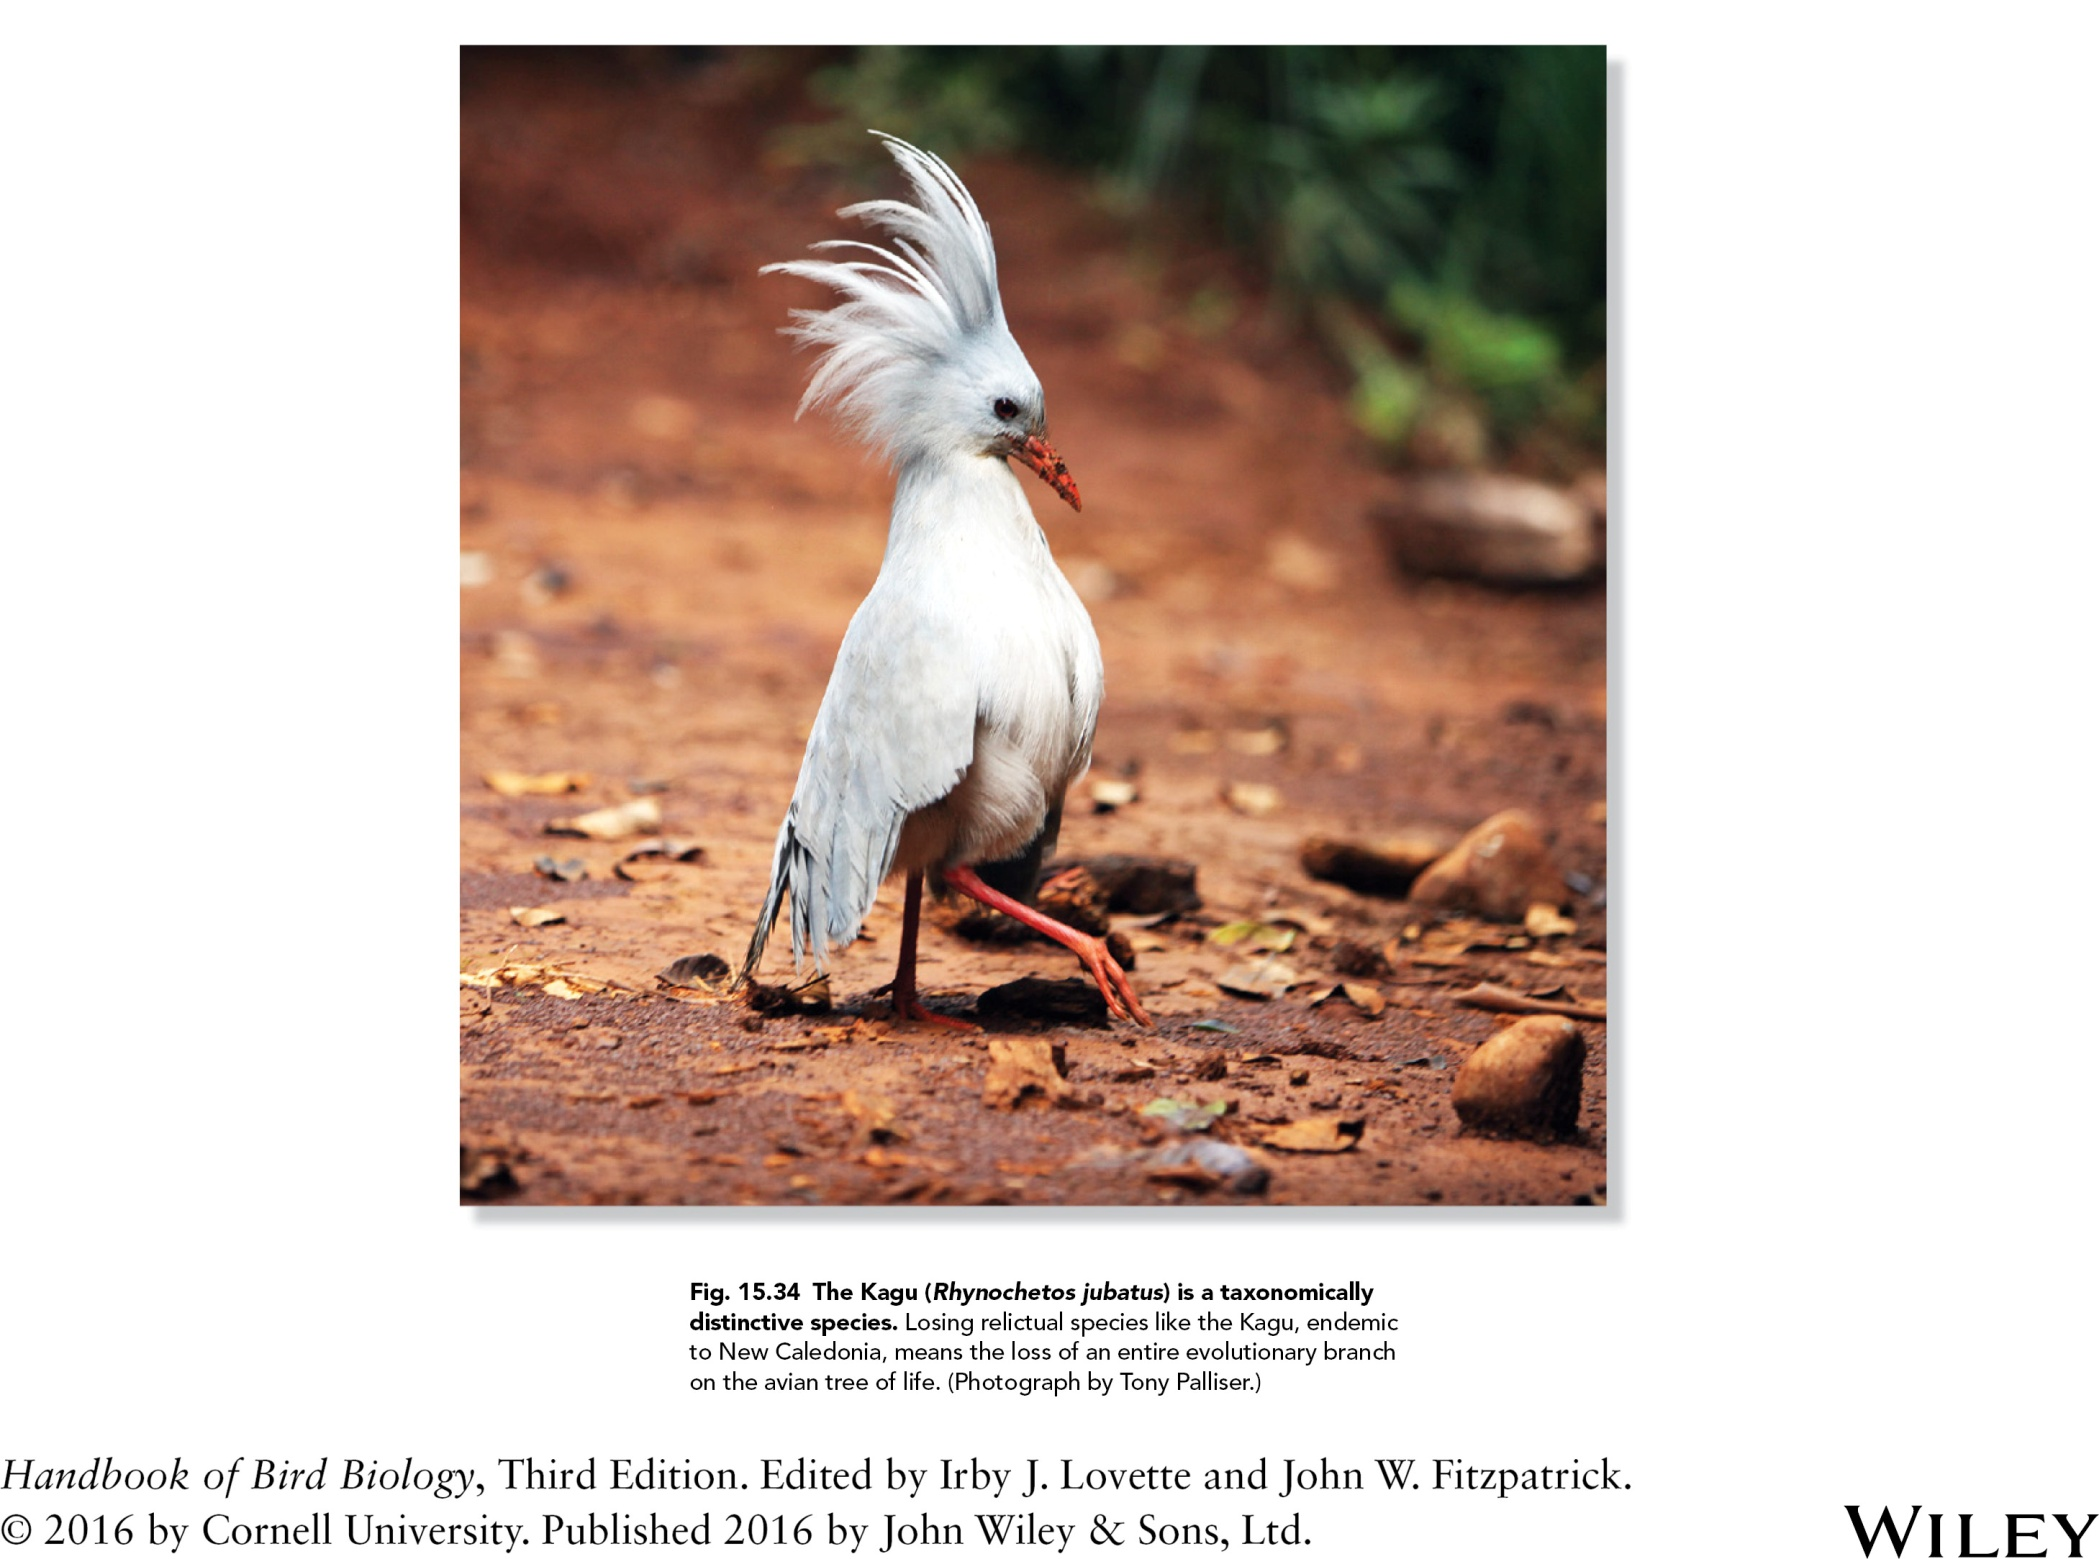 Fig. 15.34 The Kagu (Rhynochetos jubatus) is a taxonomically
distinctive species. Losing relictual species like the Kagu, endemic
to New Caledonia, means the loss of an entire evolutionary branch
on the avian tree of life. (Photograph by Tony Palliser.)
Handbook of Bird Biology, Third Edition. Edited by Irby J. Lovette and John W. Fitzpatrick.
© 2016 by Cornell University. Published 2016 by John Wiley & Sons, Ltd.
WILEY